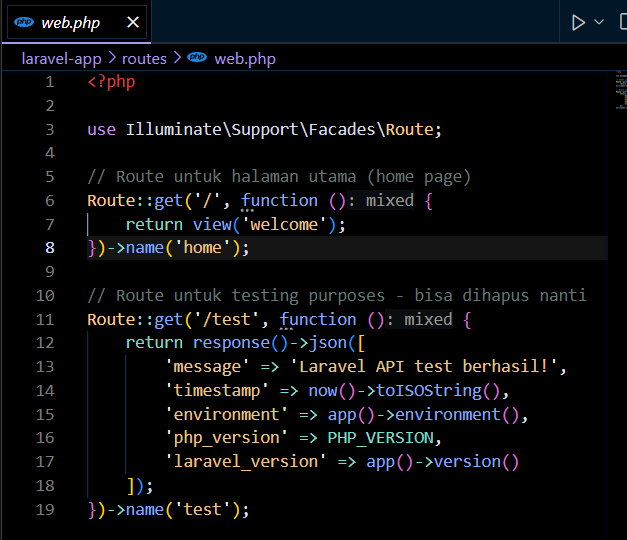 php web.php ×
laravel-app > routes > php web.php
1 <?php
2
3 use Illuminate\Support\Facades\Route;
4
5 // Route untuk halaman utama (home page)
6 Route::get('/', function (): mixed {
7     return view('welcome');
8 })->name('home');
9
10 // Route untuk testing purposes - bisa dihapus nanti
11 Route::get('/test', function (): mixed {
12     return response()->json([
13         'message' => 'Laravel API test berhasil!',
14         'timestamp' => now()->toISOString(),
15         'environment' => app()->environment(),
16         'php_version' => PHP_VERSION,
17         'laravel_version' => app()->version()
18     ]);
19 })->name('test');